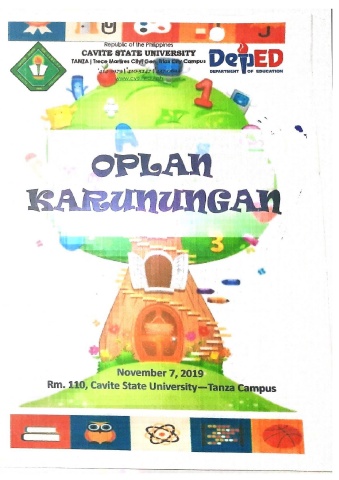 Republic of the Philippines
CAVITE STATE UNIVERSITY
DepED
DEPARTMENT OF EDUCATION
OPLAN
KARUNUNGAN
November 7, 2019
Rm. 110, Cavite State University—Tanza Campus